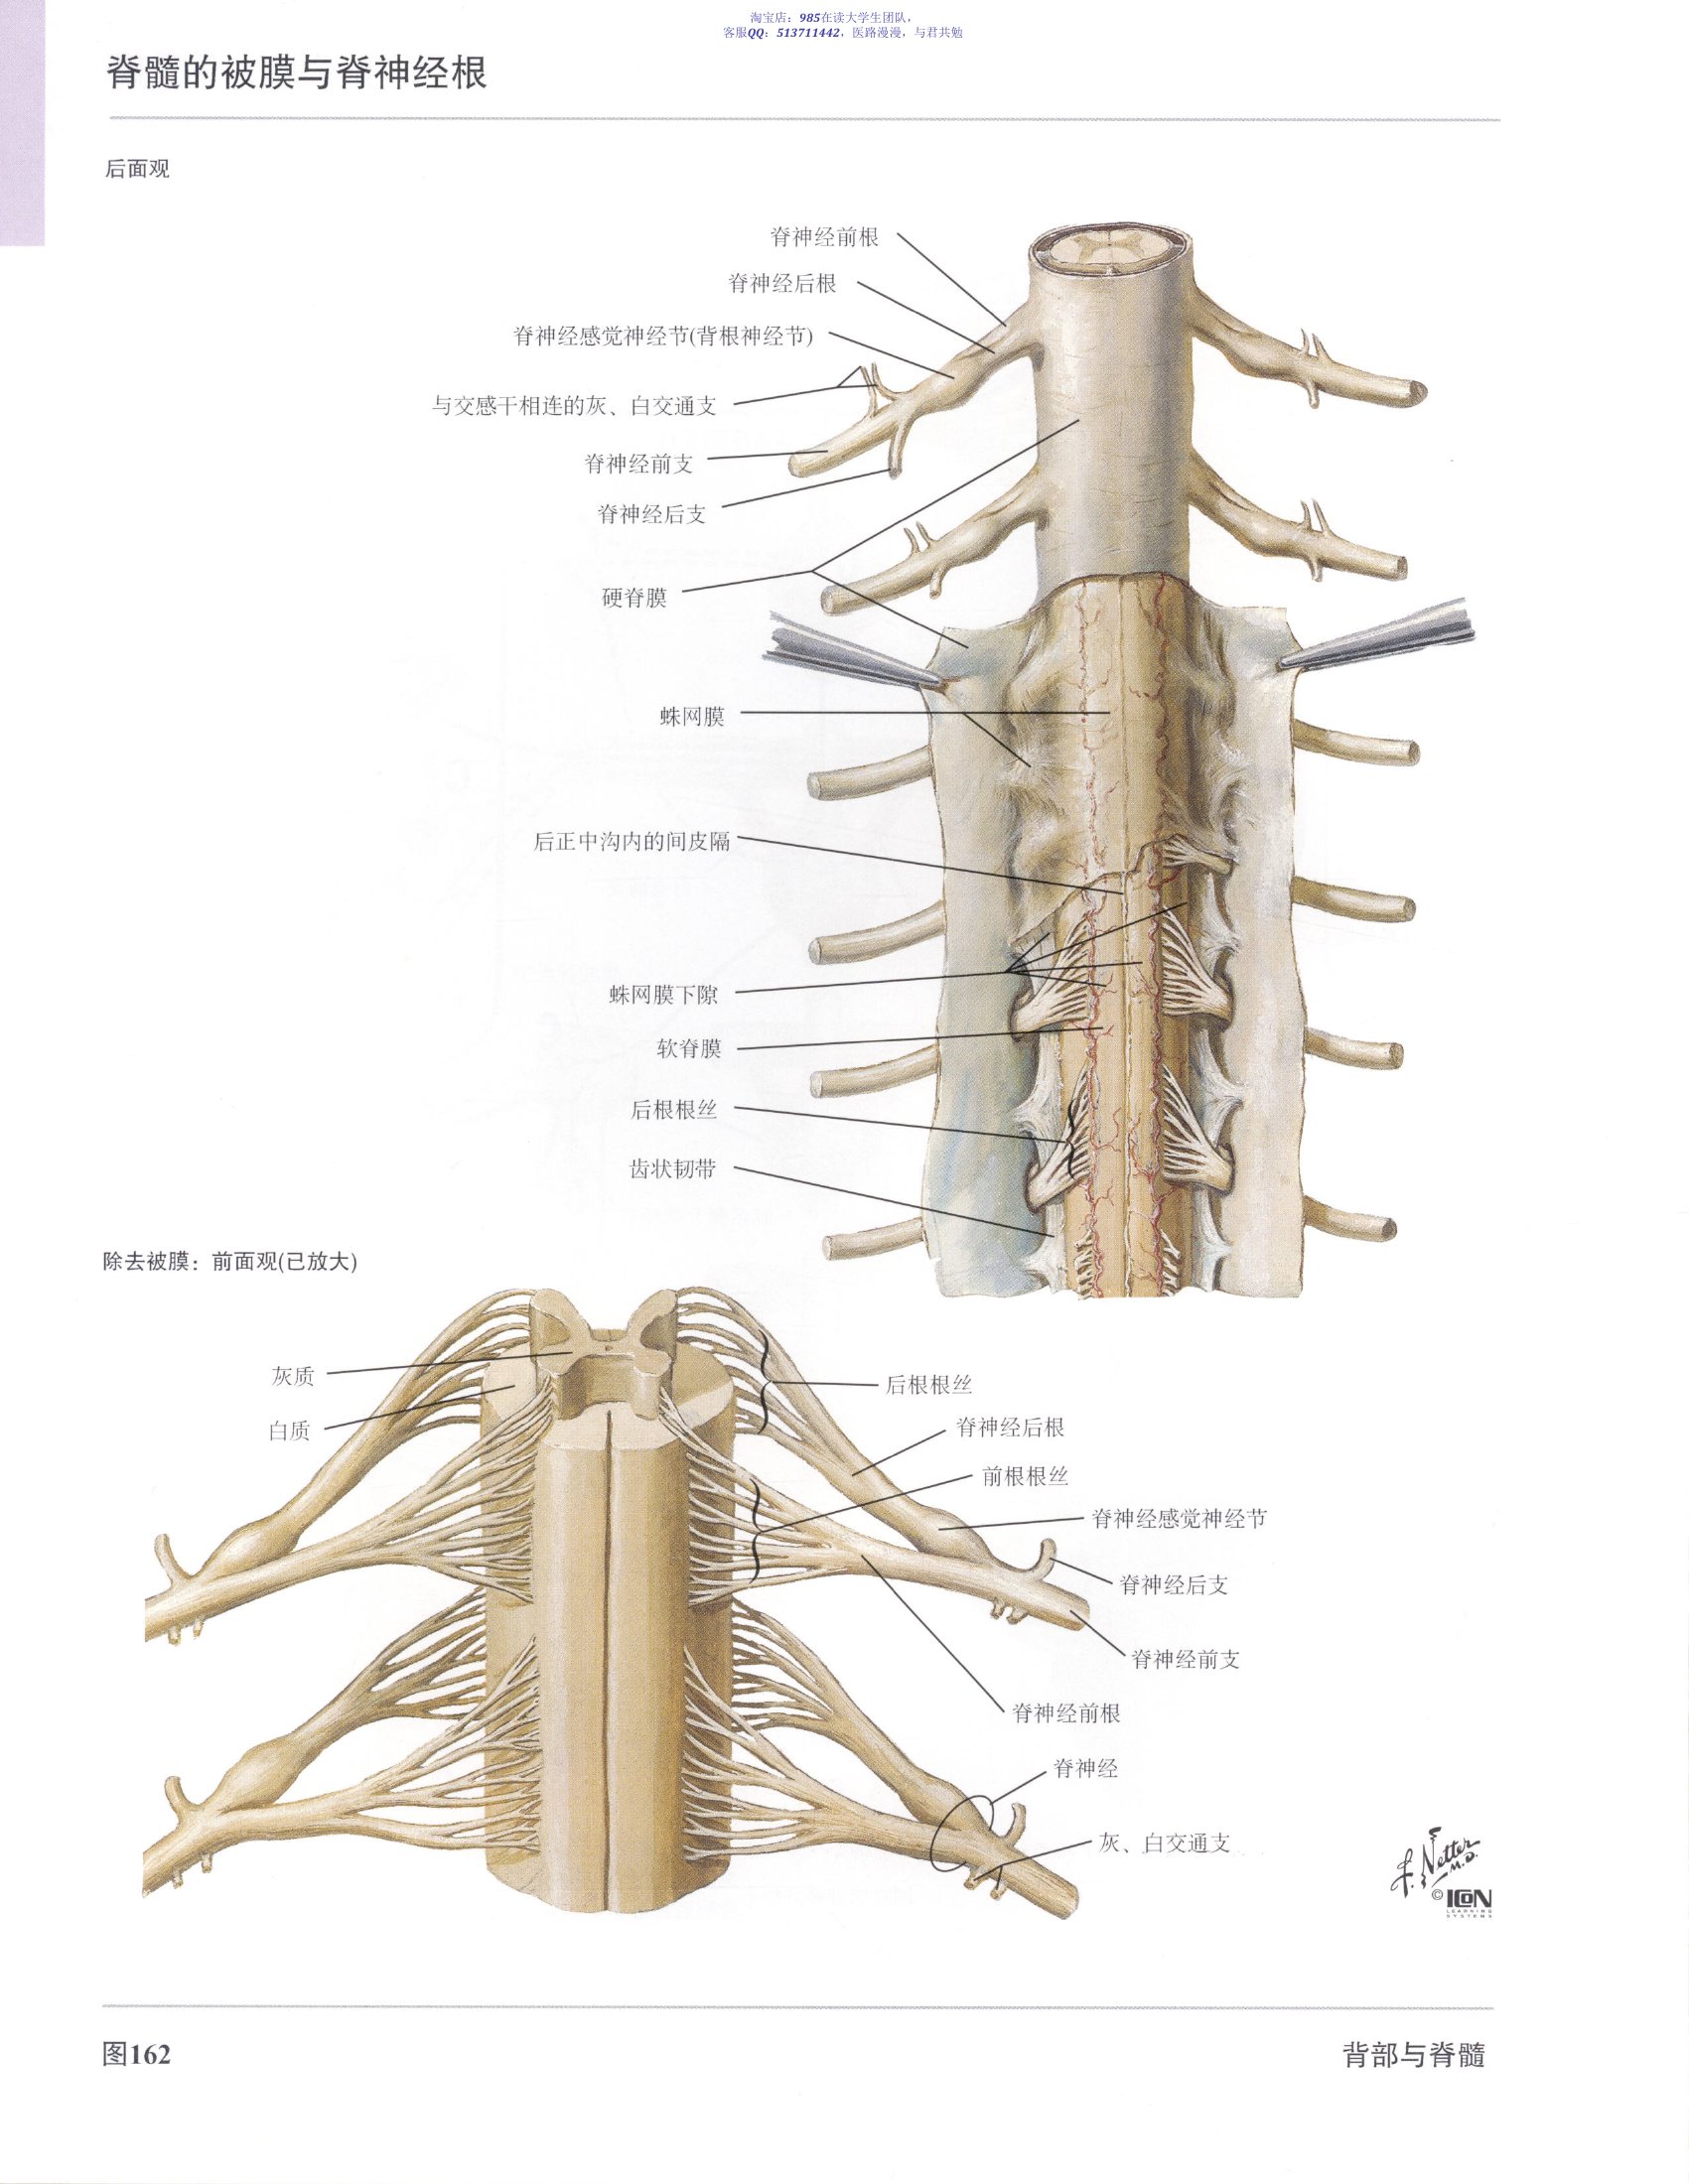 淘宝店：985在读大学生团队，
客服QQ：513711442，医路漫漫，与君共勉
脊髓的被膜与脊神经根
后面观
脊神经前根
脊神经后根
脊神经感觉神经节(背根神经节)
与交感干相连的灰、白交通支
脊神经前支
脊神经后支
硬脊膜
蛛网膜
后正中沟内的间皮隔
蛛网膜下隙
软脊膜
后根根丝
齿状韧带
除去被膜：前面观(已放大)
灰质
白质
后根根丝
脊神经后根
前根根丝
脊神经感觉神经节
脊神经后支
脊神经前支
脊神经前根
脊神经
灰、白交通支
F. Netter
M.D.
© ICON
LEARNING
SYSTEMS
图162
背部与脊髓